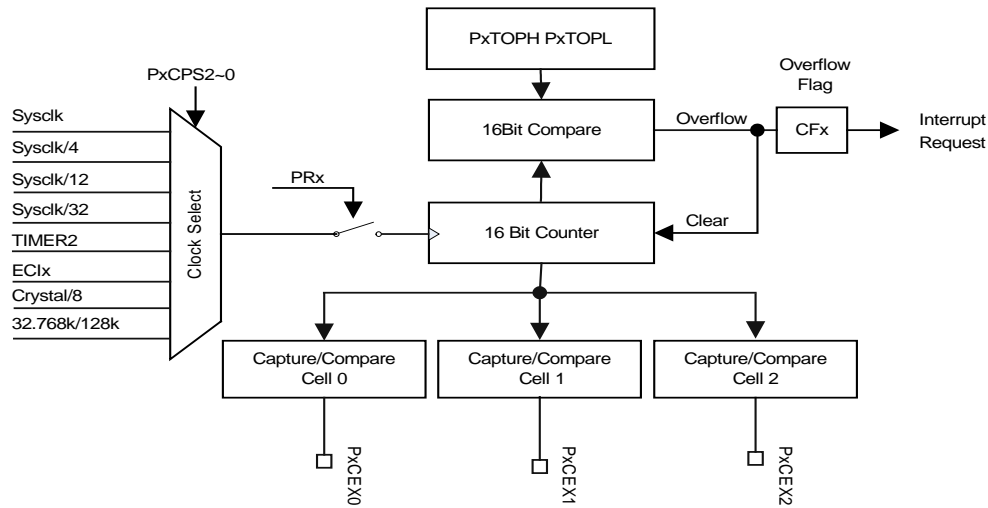 PxTOPH PxTOPL
PxCPS2~0
Overflow
Flag
Sysclk
16Bit Compare
Overflow
CFx
Interrupt
Request
Sysclk/4
Sysclk/12
PRx
Sysclk/32
Clock Select
16 Bit Counter
Clear
TIMER2
ECIx
Crystal/8
32.768k/128k
Capture/Compare
Cell 0
Capture/Compare
Cell 1
Capture/Compare
Cell 2
PxCEX0
PxCEX1
PxCEX2